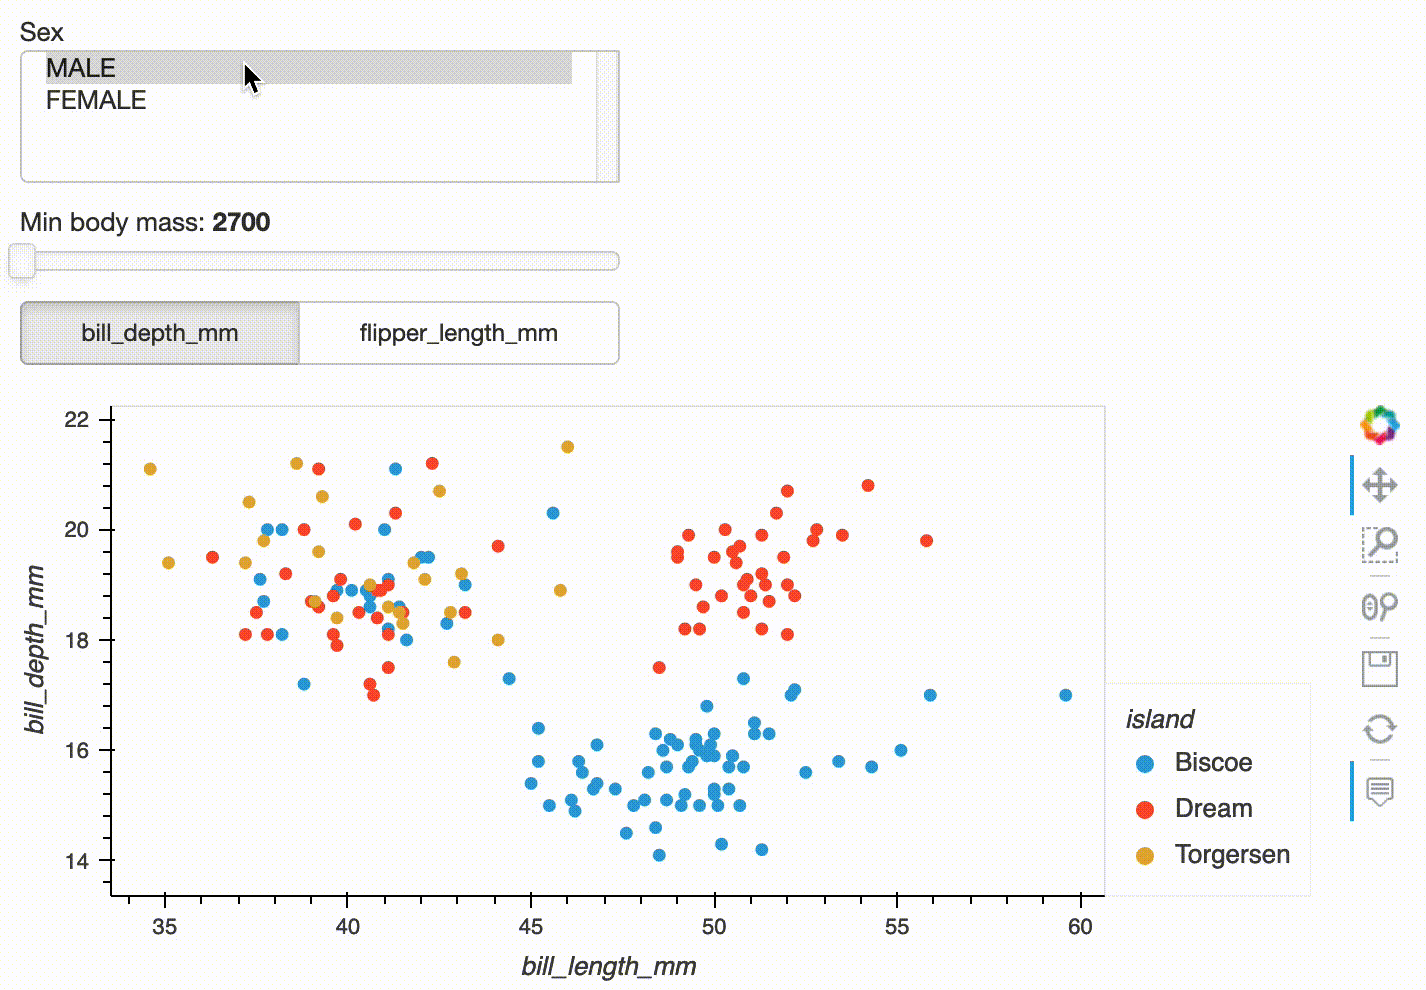 Sex
MALE
FEMALE
Min body mass: 2700
bill_depth_mm flipper_length_mm
22
20
18
16
14
bill_depth_mm
35 40 45 50 55 60
bill_length_mm
island
Biscoe
Dream
Torgersen